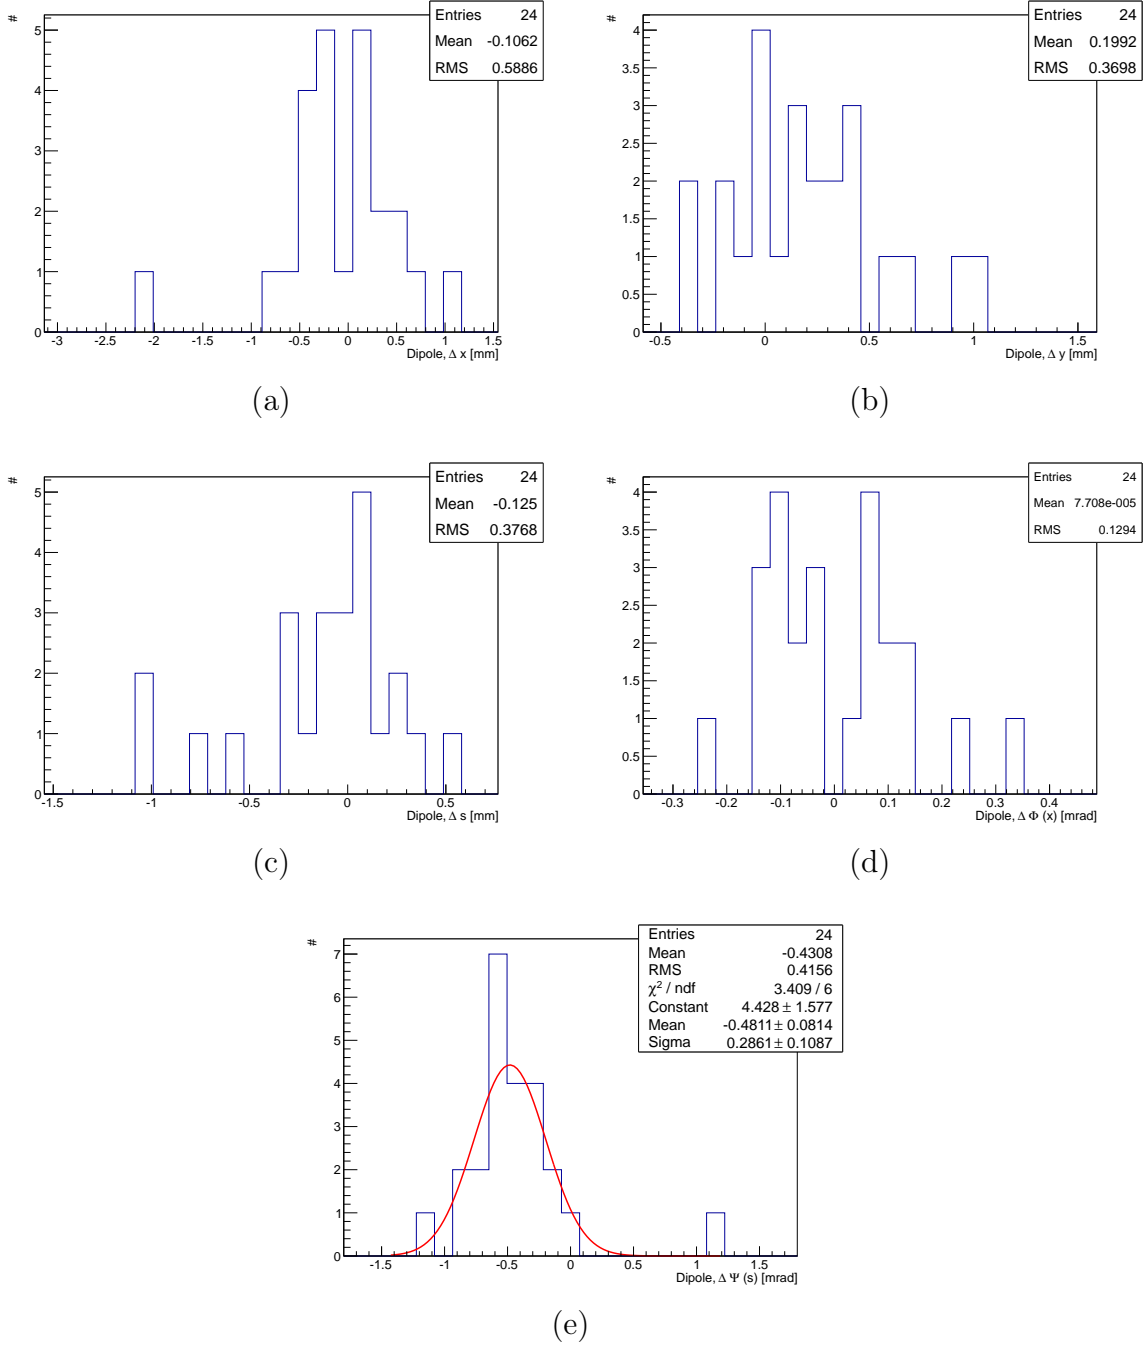 #
Entries 24
Mean -0.1062
RMS 0.5886
5
4
3
2
1
0
-3 -2.5 -2 -1.5 -1 -0.5 0 0.5 1 1.5
Dipole, Δ x [mm]
(a)
#
Entries 24
Mean 0.1992
RMS 0.3698
4
3.5
3
2.5
2
1.5
1
0.5
0
-0.5 0 0.5 1 1.5
Dipole, Δ y [mm]
(b)
#
Entries 24
Mean -0.125
RMS 0.3768
5
4
3
2
1
0
-1.5 -1 -0.5 0 0.5
Dipole, Δ s [mm]
(c)
#
Entries 24
Mean 7.708e-005
RMS 0.1294
4
3.5
3
2.5
2
1.5
1
0.5
0
-0.3 -0.2 -0.1 0 0.1 0.2 0.3 0.4
Dipole, Δ Φ (x) [mrad]
(d)
#
Entries 24
Mean -0.4308
RMS 0.4156
χ² / ndf 3.409 / 6
Constant 4.428 ± 1.577
Mean -0.4811 ± 0.0814
Sigma 0.2861 ± 0.1087
7
6
5
4
3
2
1
0
-1.5 -1 -0.5 0 0.5 1 1.5
Dipole, Δ Ψ (s) [mrad]
(e)